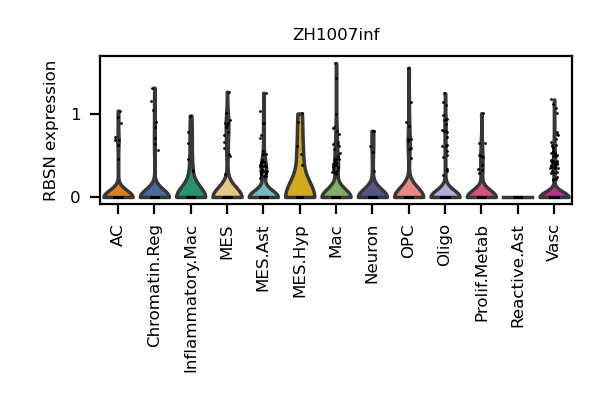 ZH1007inf
RBSN expression
1
0
AC
Chromatin.Reg
Inflammatory.Mac
MES
MES.Ast
MES.Hyp
Mac
Neuron
OPC
Oligo
Prolif.Metab
Reactive.Ast
Vasc